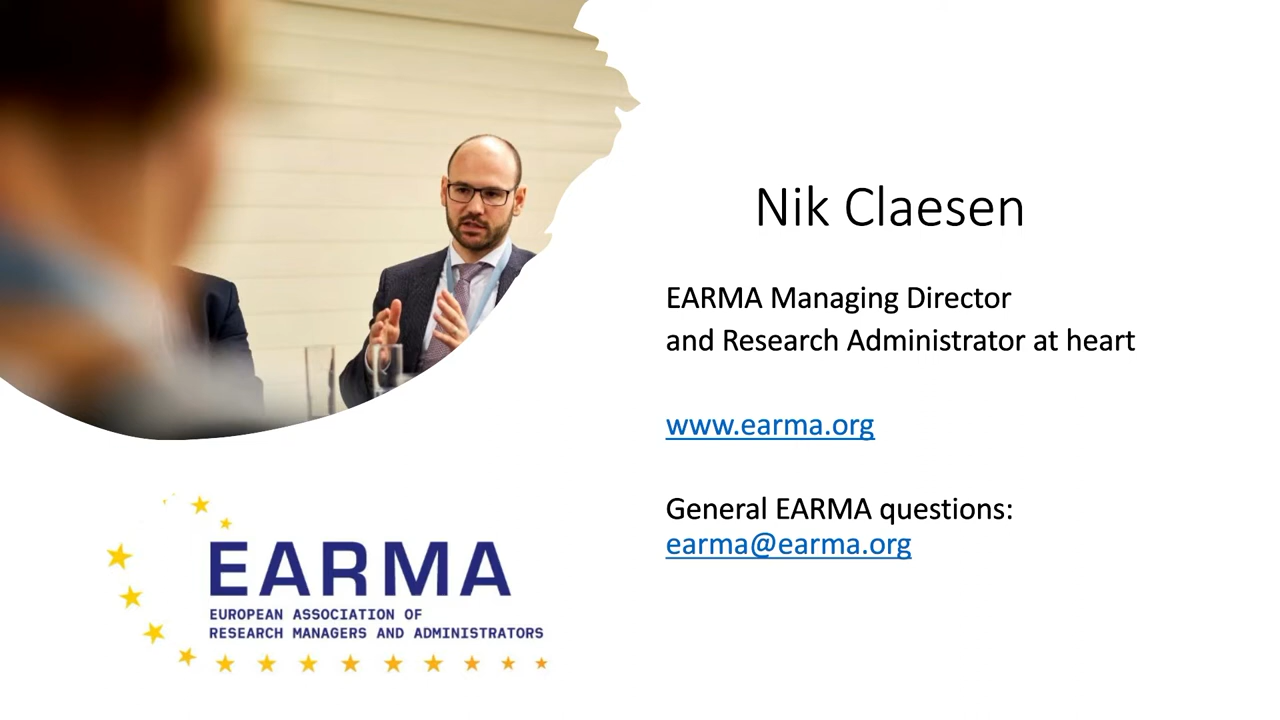 Nik Claesen
EARMA Managing Director
and Research Administrator at heart
www.earma.org
General EARMA questions:
earma@earma.org
EARMA
EUROPEAN ASSOCIATION OF
RESEARCH MANAGERS AND ADMINISTRATORS